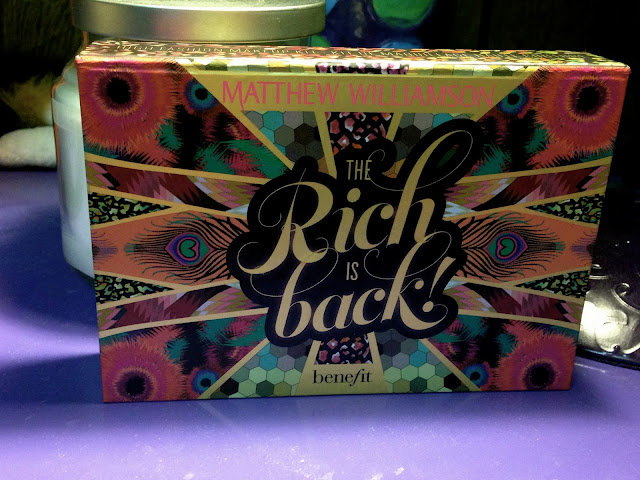 MATTHEW WILLIAMSON
THE
Rich
IS
back!
benefit